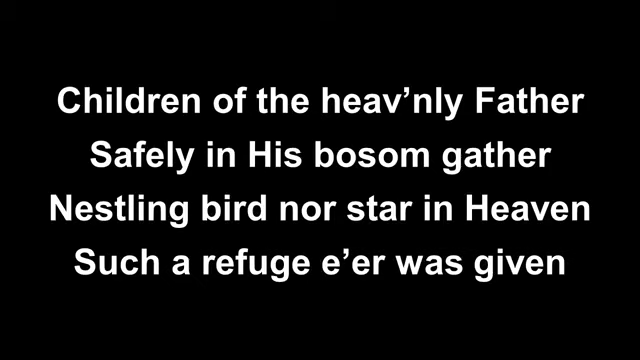 Children of the heav’nly Father
Safely in His bosom gather
Nestling bird nor star in Heaven
Such a refuge e’er was given